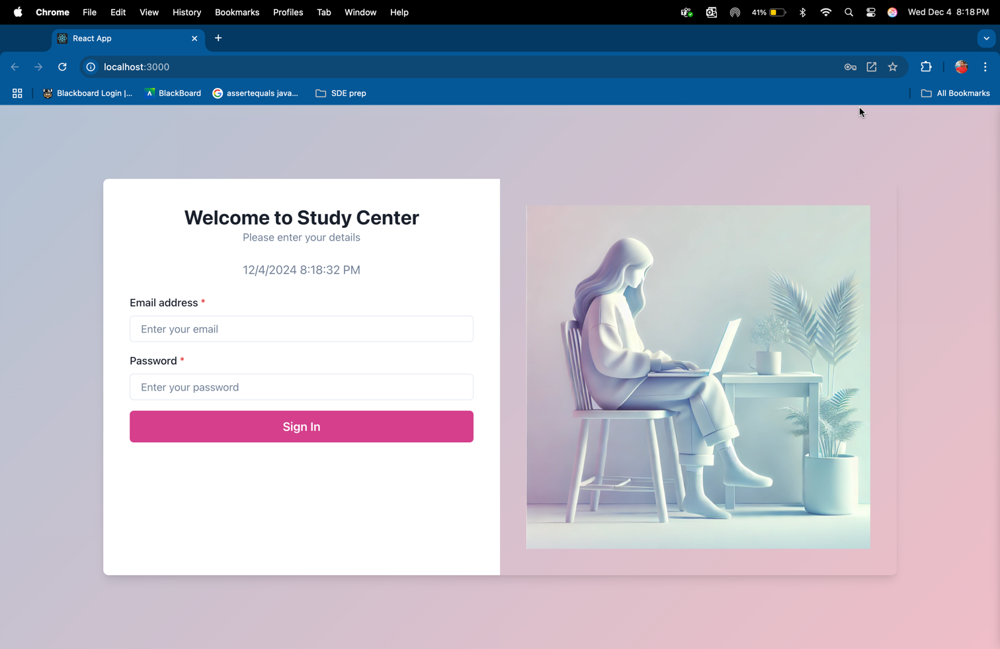 Chrome File Edit View History Bookmarks Profiles Tab Window Help 41% Wed Dec 4 8:18 PM
React App
localhost:3000
Blackboard Login |... BlackBoard assertequals java... SDE prep All Bookmarks
Welcome to Study Center
Please enter your details
12/4/2024 8:18:32 PM
Email address *
Enter your email
Password *
Enter your password
Sign In